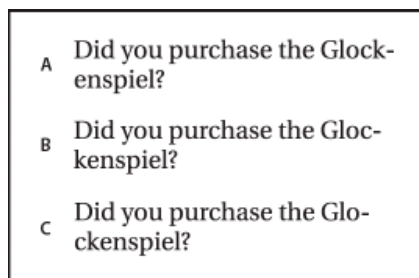 A Did you purchase the Glock-
enspiel?
B Did you purchase the Gloc-
kenspiel?
C Did you purchase the Glo-
ckenspiel?